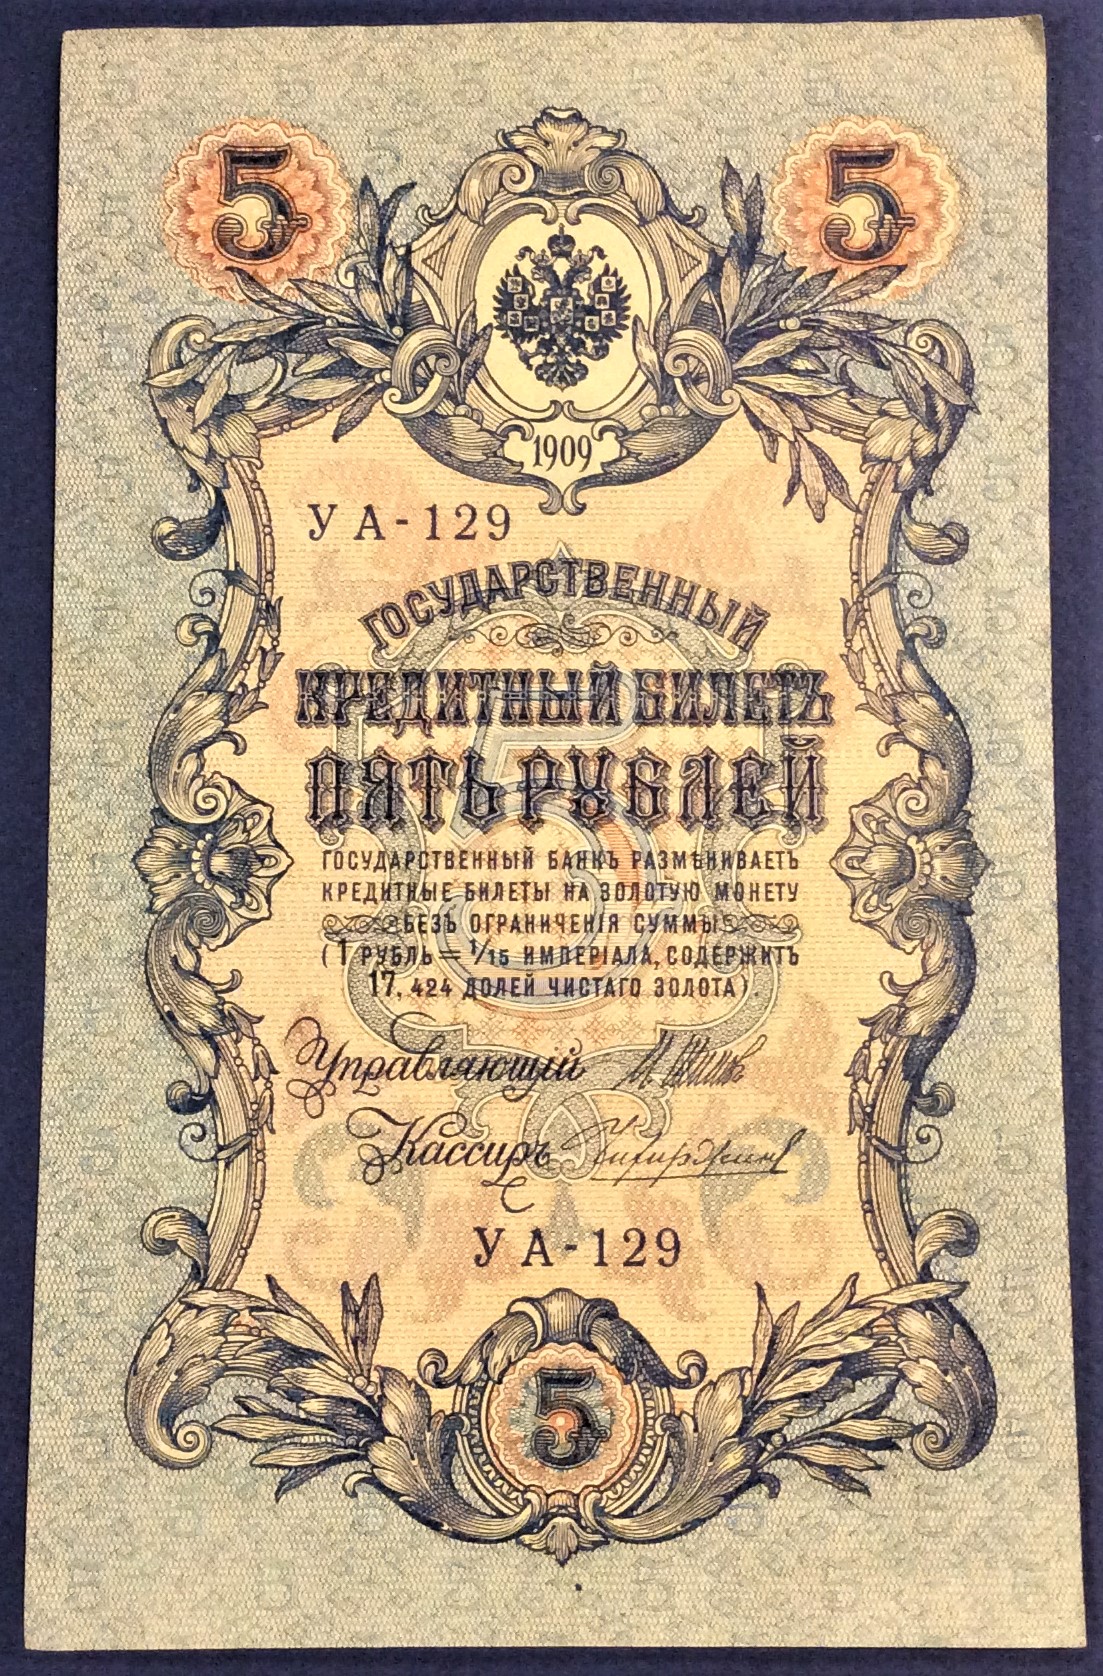 5 5
1909
УА-129
ГОСУДАРСТВЕННЫЙ
КРЕДИТНЫЙ БИЛЕТЪ
ПЯТЬ РУБЛЕЙ
5
ГОСУДАРСТВЕННЫЙ БАНКЪ РАЗМѢНИВАЕТЪ
КРЕДИТНЫЕ БИЛЕТЫ НА ЗОЛОТУЮ МОНЕТУ
БЕЗЪ ОГРАНИЧЕНІЯ СУММЫ
(1 РУБЛЬ = 1/15 ИМПЕРІАЛА, СОДЕРЖИТЪ
17,424 ДОЛЕЙ ЧИСТАГО ЗОЛОТА).
Управляющій
Кассиръ
УА-129
5